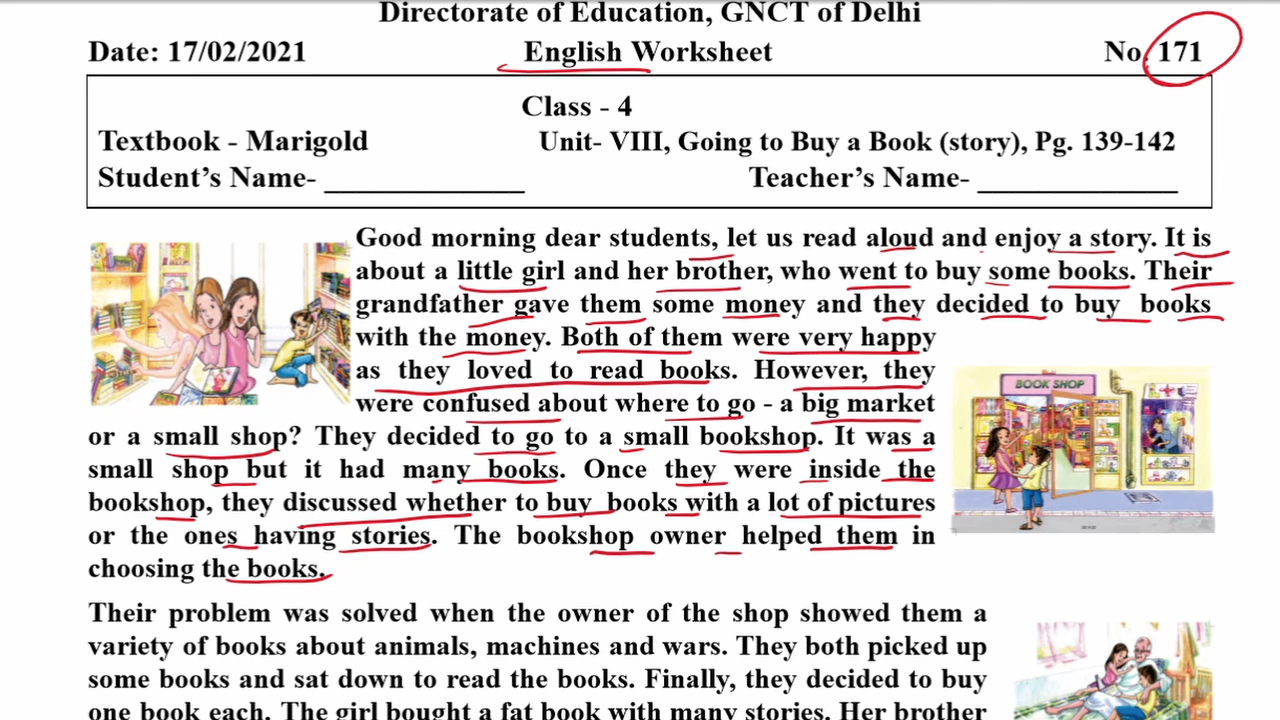 Directorate of Education, GNCT of Delhi
Date: 17/02/2021 English Worksheet No. 171
Class - 4
Textbook - Marigold Unit- VIII, Going to Buy a Book (story), Pg. 139-142
Student's Name- ______________ Teacher's Name- ______________
Good morning dear students, let us read aloud and enjoy a story. It is
about a little girl and her brother, who went to buy some books. Their
grandfather gave them some money and they decided to buy books
with the money. Both of them were very happy
as they loved to read books. However, they
were confused about where to go - a big market
or a small shop? They decided to go to a small bookshop. It was a
small shop but it had many books. Once they were inside the
bookshop, they discussed whether to buy books with a lot of pictures
or the ones having stories. The bookshop owner helped them in
choosing the books.
BOOK SHOP
Their problem was solved when the owner of the shop showed them a
variety of books about animals, machines and wars. They both picked up
some books and sat down to read the books. Finally, they decided to buy
one book each. The girl bought a fat book with many stories. Her brother